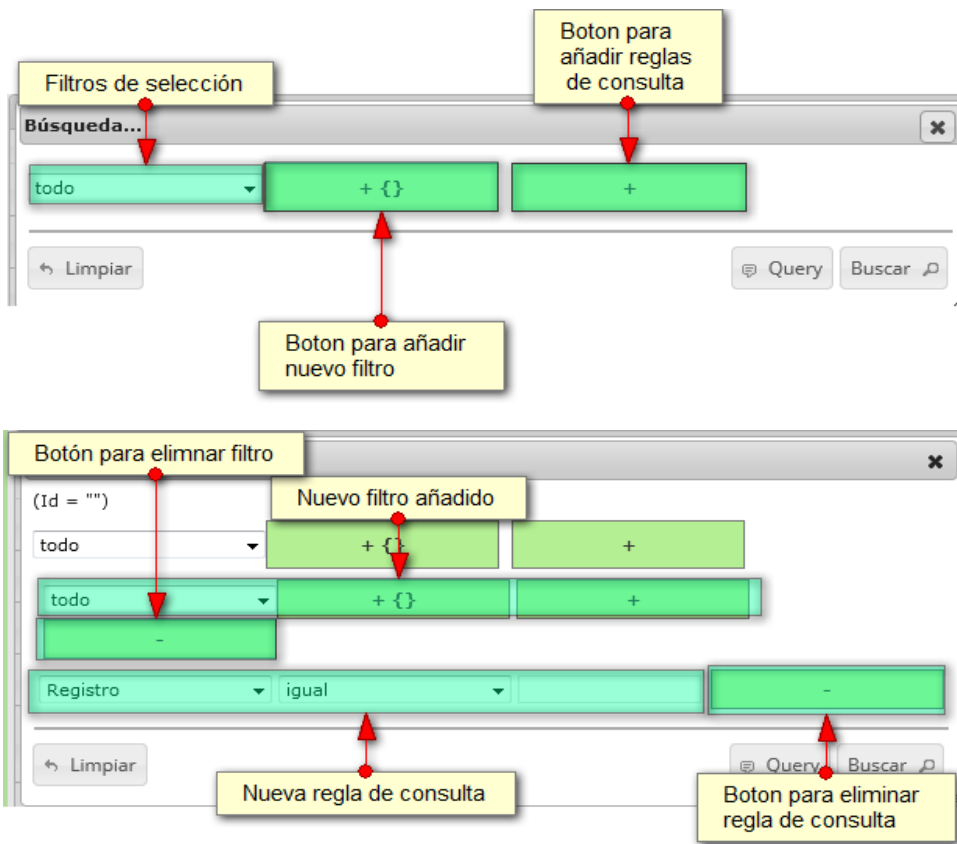 Boton para
añadir reglas
de consulta
Filtros de selección
Búsqueda...
todo
+ {}
+
Limpiar
Query
Buscar
Boton para añadir
nuevo filtro
Botón para elimnar filtro
(Id = "")
Nuevo filtro añadido
todo
+ {}
+
todo
+ {}
+
-
Registro
igual
-
Limpiar
Query
Buscar
Nueva regla de consulta
Boton para eliminar
regla de consulta